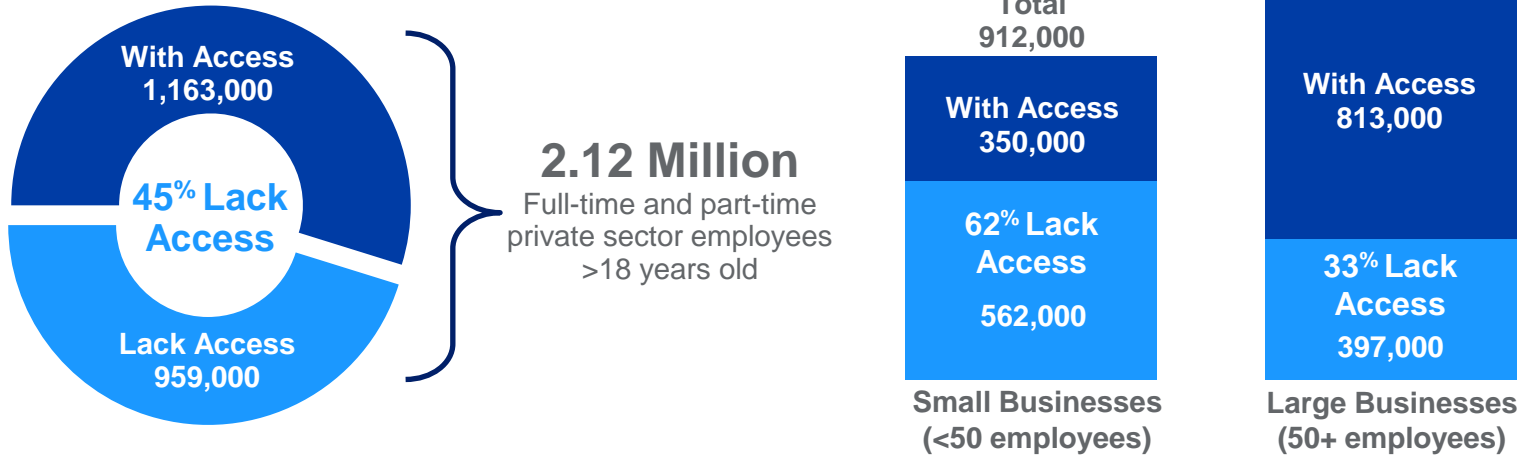 With Access
1,163,000
45% Lack
Access
Lack Access
959,000
2.12 Million
Full-time and part-time
private sector employees
>18 years old
Total
912,000
With Access
350,000
62% Lack
Access
562,000
Small Businesses
(<50 employees)
With Access
813,000
33% Lack
Access
397,000
Large Businesses
(50+ employees)